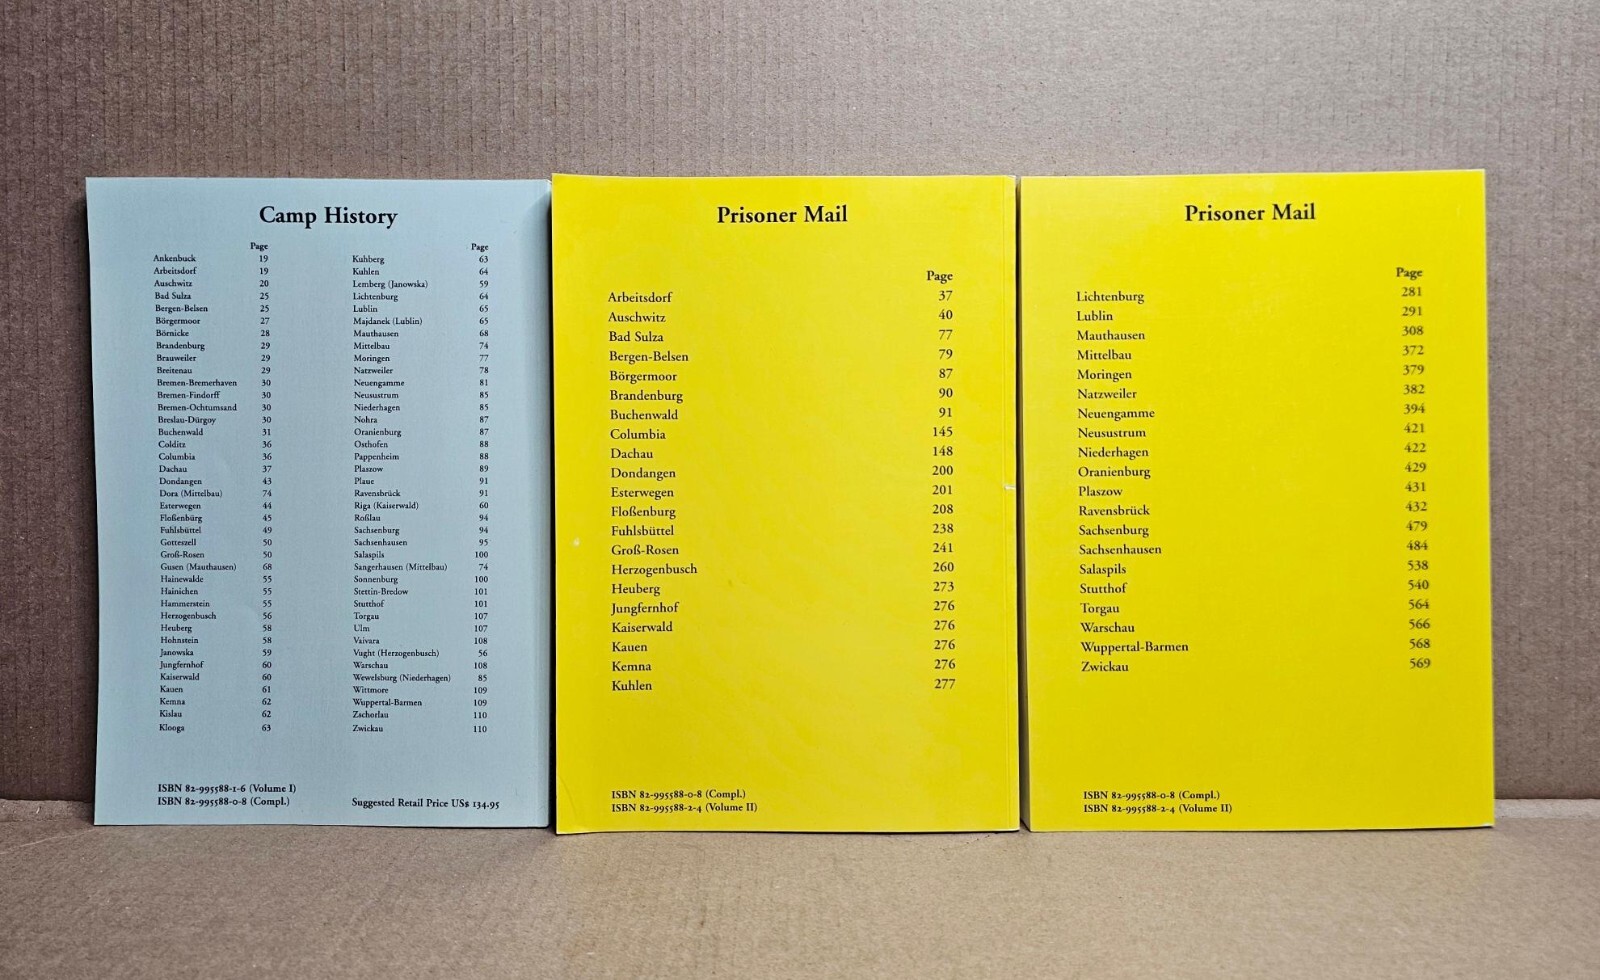 Camp History
Page
Ankenbuck 19
Arbeitsdorf 19
Auschwitz 20
Bad Sulza 25
Bergen-Belsen 25
Börgermoor 27
Börnicke 28
Brandenburg 29
Brauweiler 29
Breitenau 29
Bremen-Bremerhaven 30
Bremen-Findorff 30
Bremen-Ochtumsand 30
Breslau-Dürgoy 30
Buchenwald 31
Colditz 36
Columbia 36
Dachau 37
Dondangen 43
Dora (Mittelbau) 74
Esterwegen 44
Floßenbürg 45
Fuhlsbüttel 49
Gotteszell 50
Groß-Rosen 50
Gusen (Mauthausen) 68
Hainewalde 55
Hainichen 55
Hammerstein 55
Herzogenbusch 56
Heuberg 58
Hohnstein 58
Janowska 59
Jungfernhof 60
Kaiserwald 60
Kauen 61
Kemna 62
Kislau 62
Klooga 63
Page
Kuhberg 63
Kuhlen 64
Lemberg (Janowska) 59
Lichtenburg 64
Lublin 65
Majdanek (Lublin) 65
Mauthausen 68
Mittelbau 74
Moringen 77
Natzweiler 78
Neuengamme 81
Neusustrum 85
Niederhagen 85
Nohra 87
Oranienburg 87
Osthofen 88
Pappenheim 88
Plaszow 89
Plaue 91
Ravensbrück 91
Riga (Kaiserwald) 60
Roßlau 94
Sachsenburg 94
Sachsenhausen 95
Salaspils 100
Sangerhausen (Mittelbau) 74
Sonnenburg 100
Stettin-Bredow 101
Stutthof 101
Torgau 107
Ulm 107
Vaivara 108
Vught (Herzogenbusch) 56
Warschau 108
Wewelsburg (Niederhagen) 85
Wittmore 109
Wuppertal-Barmen 109
Zschorlau 110
Zwickau 110
ISBN 82-995588-1-6 (Volume I)
ISBN 82-995588-0-8 (Compl.)
Suggested Retail Price US$ 134.95
Prisoner Mail
Page
Arbeitsdorf 37
Auschwitz 40
Bad Sulza 77
Bergen-Belsen 79
Börgermoor 87
Brandenburg 90
Buchenwald 91
Columbia 145
Dachau 148
Dondangen 200
Esterwegen 201
Floßenburg 208
Fuhlsbüttel 238
Groß-Rosen 241
Herzogenbusch 260
Heuberg 273
Jungfernhof 276
Kaiserwald 276
Kauen 276
Kemna 276
Kuhlen 277
ISBN 82-995588-0-8 (Compl.)
ISBN 82-995588-2-4 (Volume II)
Prisoner Mail
Page
Lichtenburg 281
Lublin 291
Mauthausen 308
Mittelbau 372
Moringen 379
Natzweiler 382
Neuengamme 394
Neusustrum 421
Niederhagen 422
Oranienburg 429
Plaszow 431
Ravensbrück 432
Sachsenburg 479
Sachsenhausen 484
Salaspils 538
Stutthof 540
Torgau 564
Warschau 566
Wuppertal-Barmen 568
Zwickau 569
ISBN 82-995588-0-8 (Compl.)
ISBN 82-995588-2-4 (Volume II)